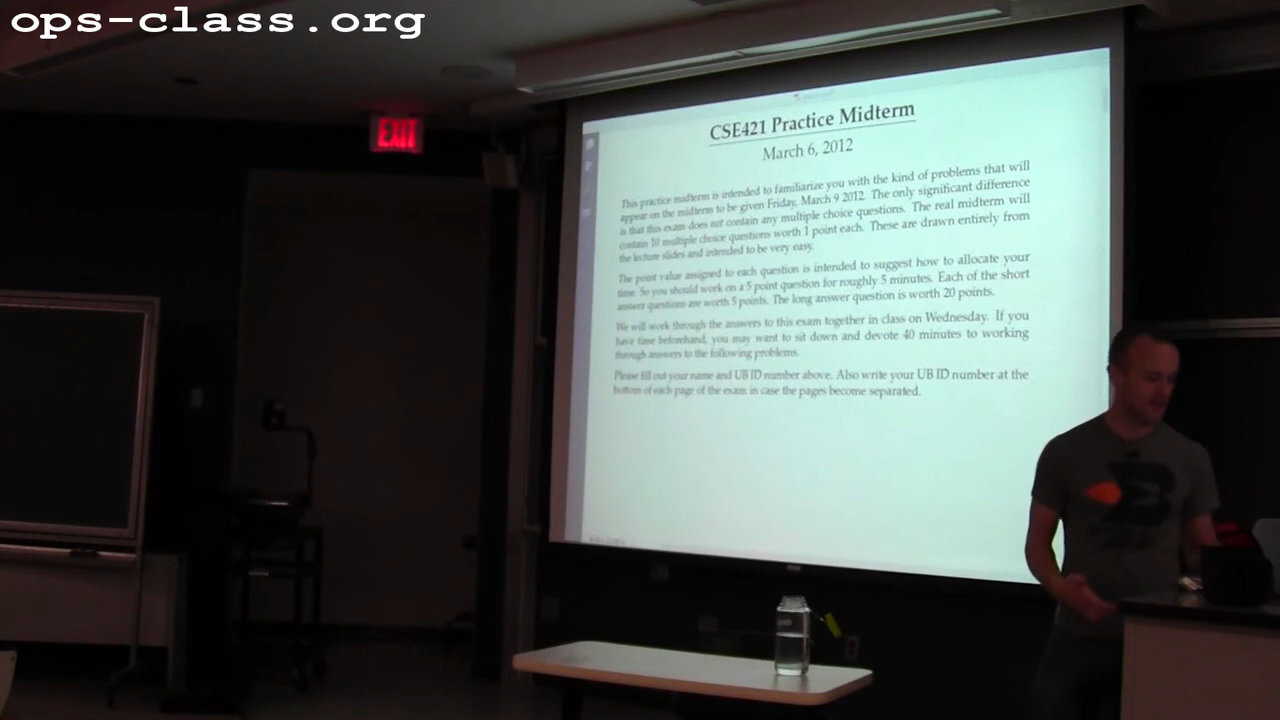 ops-class.org
EXIT
CSE421 Practice Midterm
March 6, 2012
This practice midterm is intended to familiarize you with the kind of problems that will
appear on the midterm to be given Friday, March 9 2012. The only significant difference
is that this exam does not contain any multiple choice questions. The real midterm will
contain 10 multiple choice questions worth 1 point each. These are drawn entirely from
the lecture slides and intended to be very easy.
The point value assigned to each question is intended to suggest how to allocate your
time. So you should work on a 5 point question for roughly 5 minutes. Each of the short
answer questions are worth 5 points. The long answer question is worth 20 points.
We will work through the answers to this exam together in class on Wednesday. If you
have time beforehand, you may want to sit down and devote 40 minutes to working
through answers to the following problems.
Please fill out your name and UB ID number above. Also write your UB ID number at the
bottom of each page of the exam in case the pages become separated.